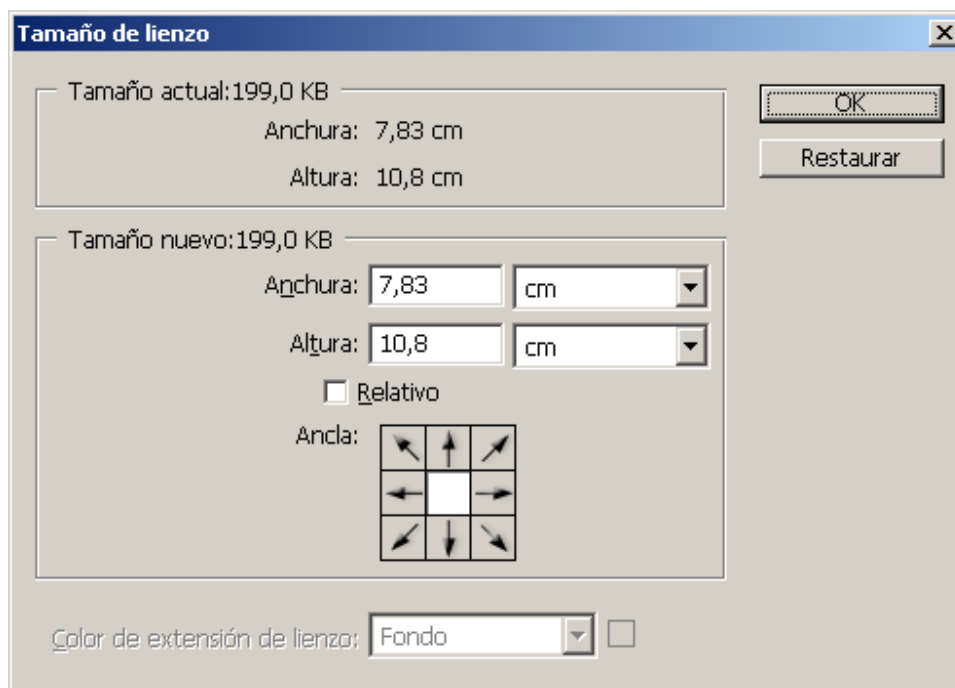 Tamaño de lienzo
Tamaño actual:199,0 KB
Anchura: 7,83 cm
Altura: 10,8 cm
OK
Restaurar
Tamaño nuevo:199,0 KB
Anchura: 7,83 cm
Altura: 10,8 cm
Relativo
Ancla:
Color de extensión de lienzo: Fondo